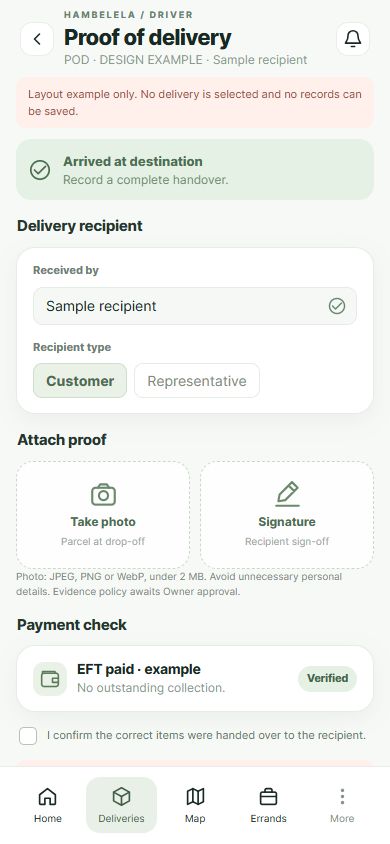 HAMBELELA / DRIVER
Proof of delivery
POD · DESIGN EXAMPLE · Sample recipient
Layout example only. No delivery is selected and no records can
be saved.
Arrived at destination
Record a complete handover.
Delivery recipient
Received by
Sample recipient
Recipient type
Customer
Representative
Attach proof
Take photo
Parcel at drop-off
Signature
Recipient sign-off
Photo: JPEG, PNG or WebP, under 2 MB. Avoid unnecessary personal
details. Evidence policy awaits Owner approval.
Payment check
EFT paid · example
No outstanding collection.
Verified
I confirm the correct items were handed over to the recipient.
Home
Deliveries
Map
Errands
More